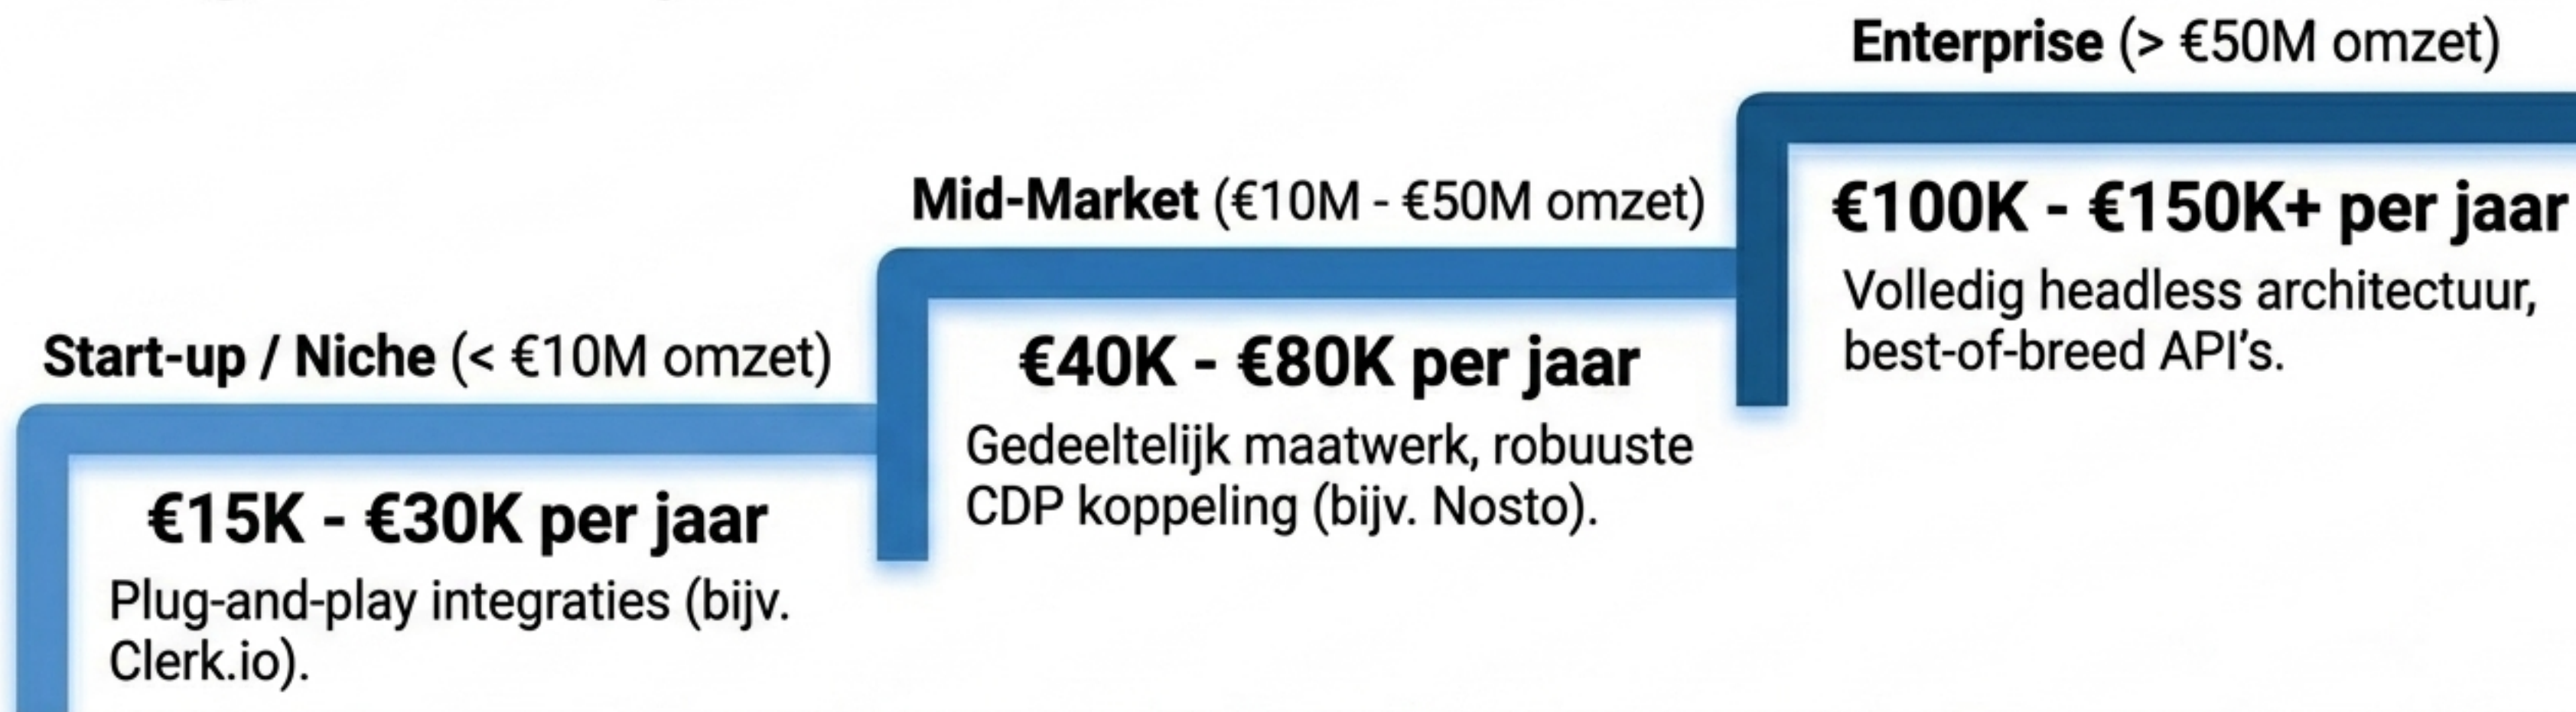 Start-up / Niche (< €10M omzet)
€15K - €30K per jaar
Plug-and-play integraties (bijv.
Clerk.io).
Mid-Market (€10M - €50M omzet)
€40K - €80K per jaar
Gedeeltelijk maatwerk, robuuste
CDP koppeling (bijv. Nosto).
Enterprise (> €50M omzet)
€100K - €150K+ per jaar
Volledig headless architectuur,
best-of-breed API’s.